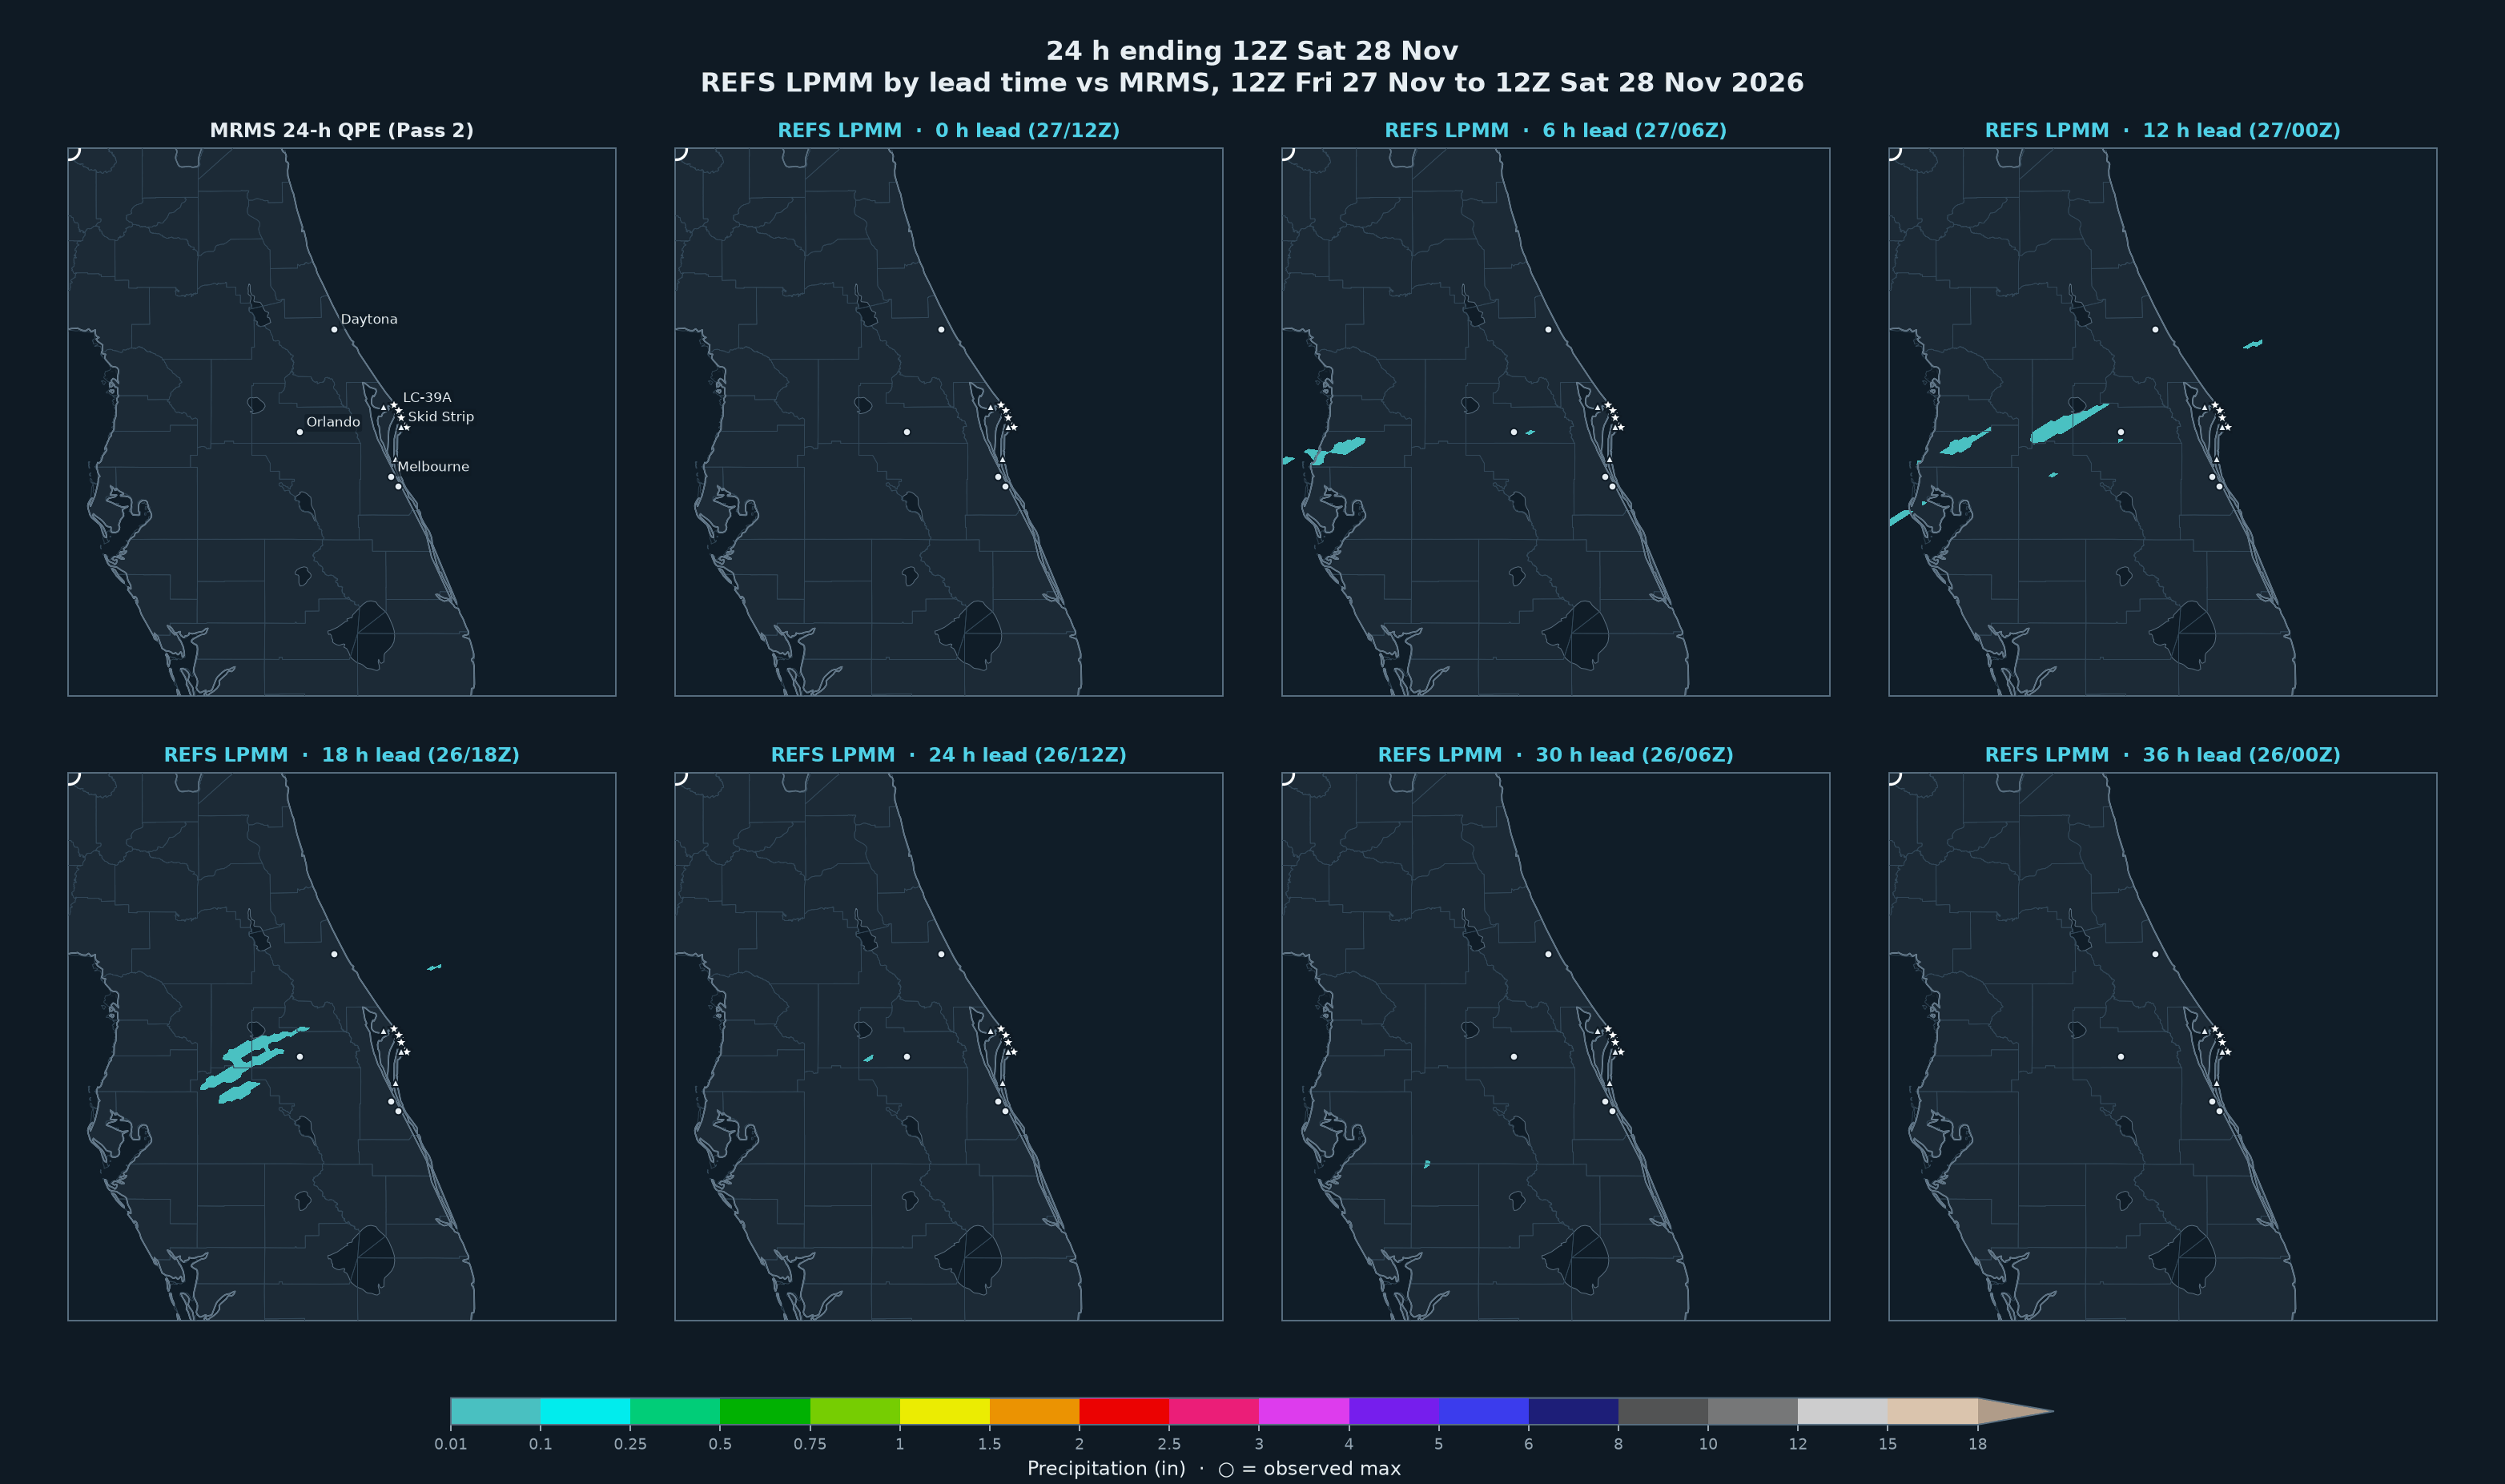 24 h ending 12Z Sat 28 Nov
REFS LPMM by lead time vs MRMS, 12Z Fri 27 Nov to 12Z Sat 28 Nov 2026
MRMS 24-h QPE (Pass 2)
REFS LPMM · 0 h lead (27/12Z)
REFS LPMM · 6 h lead (27/06Z)
REFS LPMM · 12 h lead (27/00Z)
Daytona
LC-39A
Skid Strip
Orlando
Melbourne
REFS LPMM · 18 h lead (26/18Z)
REFS LPMM · 24 h lead (26/12Z)
REFS LPMM · 30 h lead (26/06Z)
REFS LPMM · 36 h lead (26/00Z)
0.01 0.1 0.25 0.5 0.75 1 1.5 2 2.5 3 4 5 6 8 10 12 15 18
Precipitation (in) · ○ = observed max